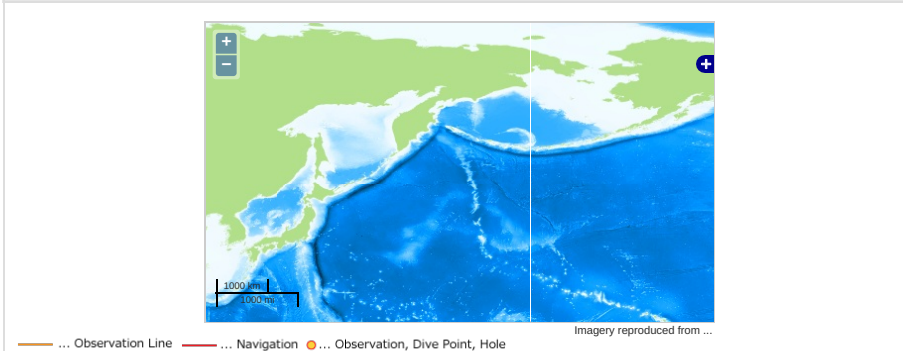 +
−
+
1000 km
1000 mi
Imagery reproduced from ...
... Observation Line ... Navigation ... Observation, Dive Point, Hole